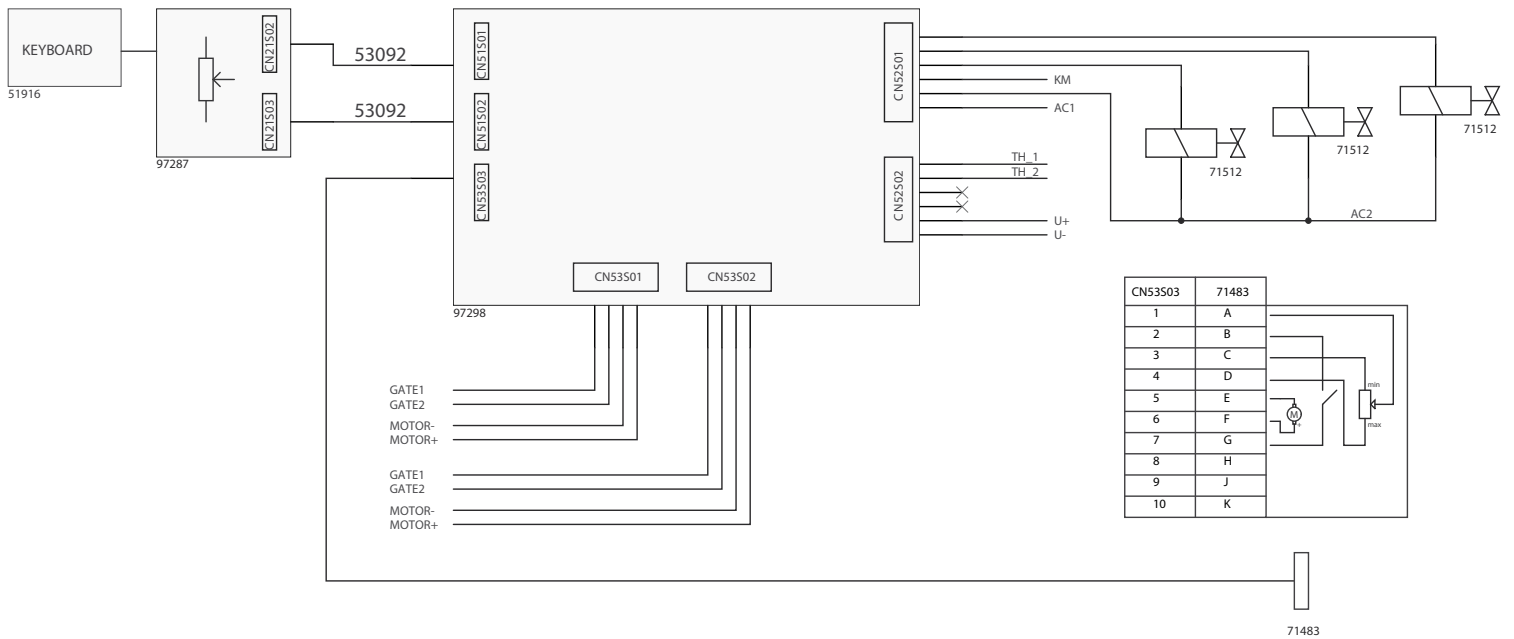 KEYBOARD
51916
CN21S02
CN21S03
97287
53092
53092
CN51S01
CN51S02
CN53S03
CN53S01
CN53S02
97298
CN52S01
CN52S02
KM
AC1
TH_1
TH_2
U+
U-
71512
71512
71512
AC2
GATE1
GATE2
MOTOR-
MOTOR+
GATE1
GATE2
MOTOR-
MOTOR+
CN53S03 71483
1 A
2 B
3 C
4 D
5 E
6 F
7 G
8 H
9 J
10 K
min
M
+
max
71483